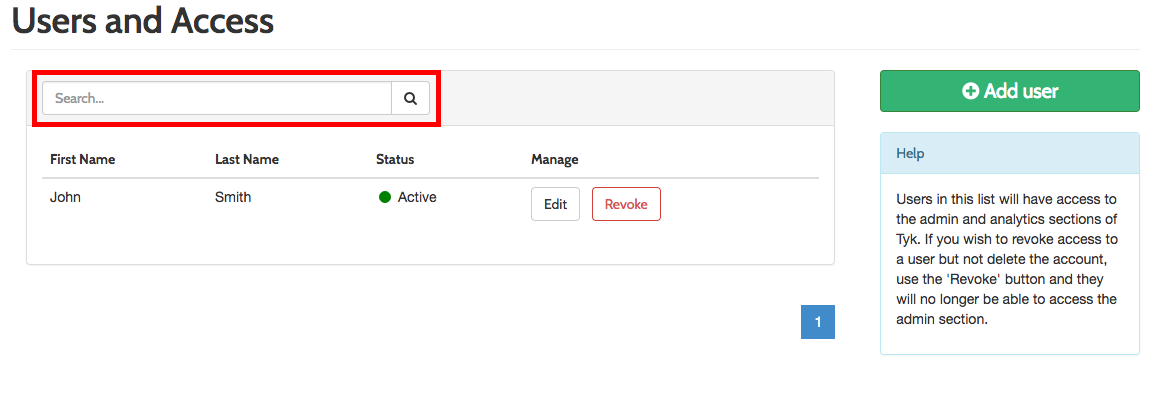 Users and Access
Search...
Add user
First Name Last Name Status Manage
John Smith Active Edit Revoke
1
Help
Users in this list will have access to
the admin and analytics sections of
Tyk. If you wish to revoke access to
a user but not delete the account,
use the 'Revoke' button and they
will no longer be able to access the
admin section.